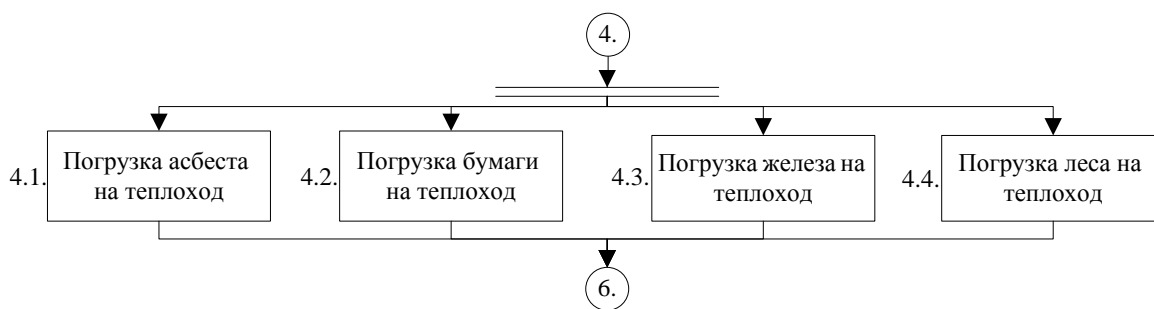 4.
4.1.
Погрузка асбеста
на теплоход
4.2.
Погрузка бумаги
на теплоход
4.3.
Погрузка железа на
теплоход
4.4.
Погрузка леса на
теплоход
6.